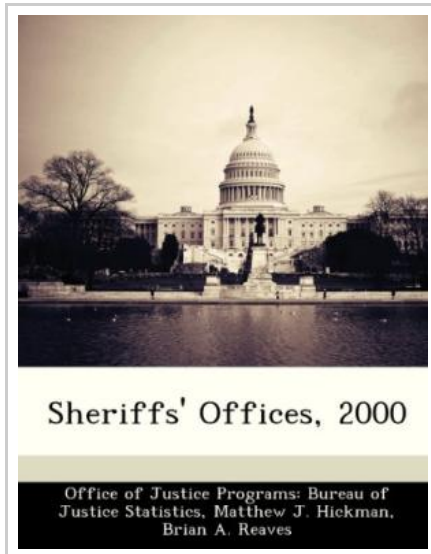 Sheriffs' Offices, 2000
Office of Justice Programs: Bureau of
Justice Statistics, Matthew J. Hickman,
Brian A. Reaves